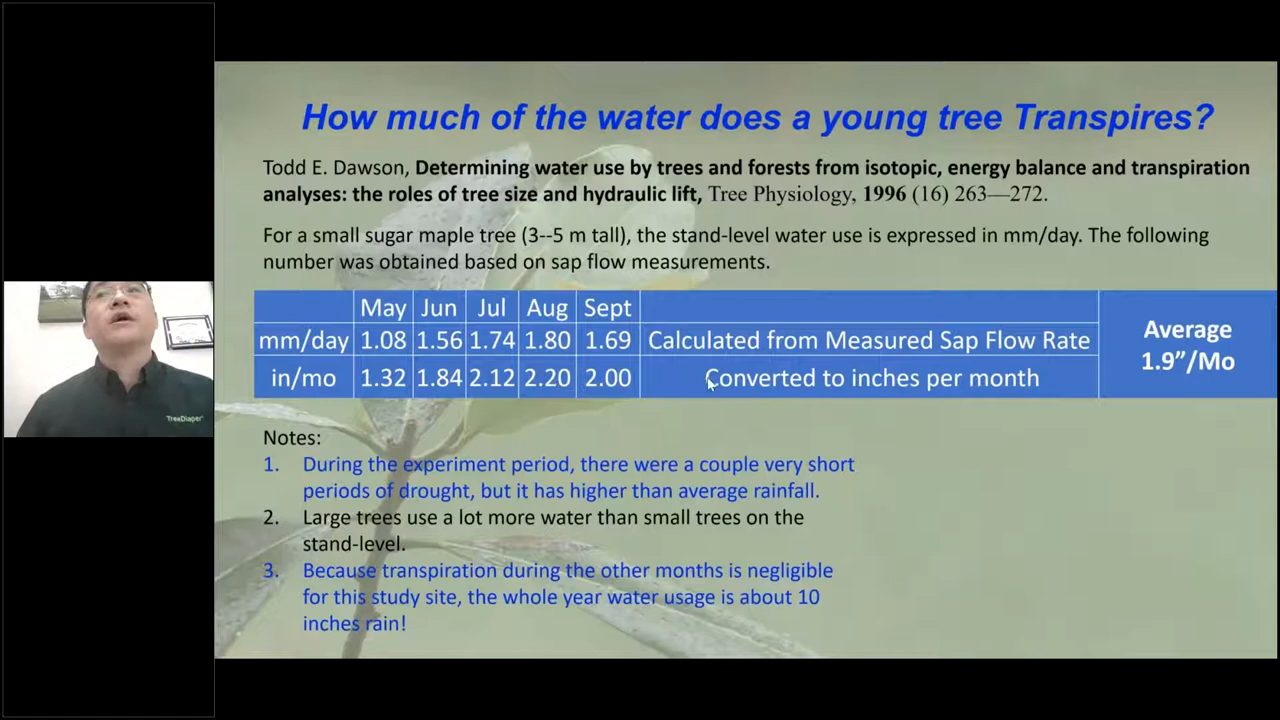 How much of the water does a young tree Transpires?
Todd E. Dawson, Determining water use by trees and forests from isotopic, energy balance and transpiration
analyses: the roles of tree size and hydraulic lift, Tree Physiology, 1996 (16) 263—272.
For a small sugar maple tree (3--5 m tall), the stand-level water use is expressed in mm/day. The following
number was obtained based on sap flow measurements.
May Jun Jul Aug Sept
mm/day 1.08 1.56 1.74 1.80 1.69 Calculated from Measured Sap Flow Rate
in/mo 1.32 1.84 2.12 2.20 2.00 Converted to inches per month
Average
1.9”/Mo
Notes:
1. During the experiment period, there were a couple very short
periods of drought, but it has higher than average rainfall.
2. Large trees use a lot more water than small trees on the
stand-level.
3. Because transpiration during the other months is negligible
for this study site, the whole year water usage is about 10
inches rain!
TreeDiaper